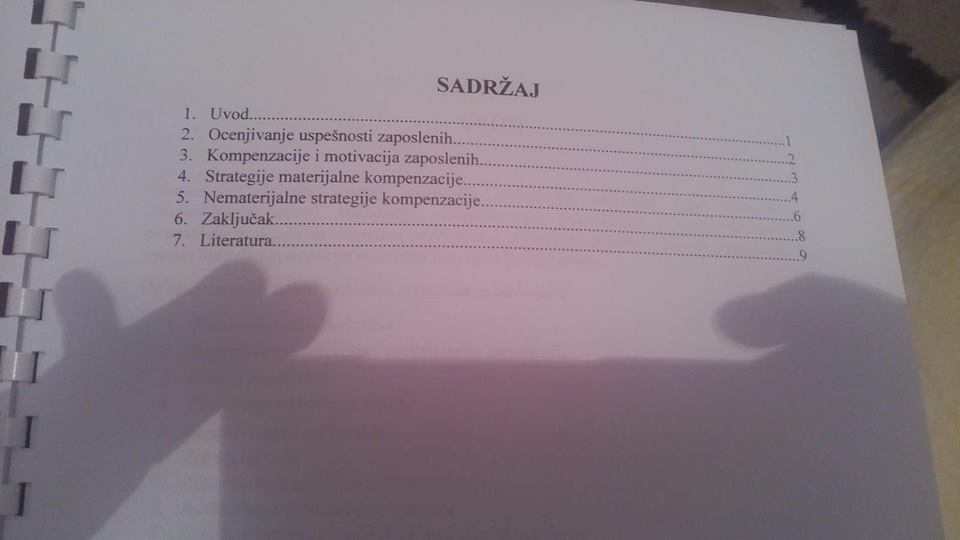 SADRŽAJ
1. Uvod..........................................................................................................1
2. Ocenjivanje uspešnosti zaposlenih................................................................2
3. Kompenzacije i motivacija zaposlenih...........................................................3
4. Strategije materijalne kompenzacije..............................................................4
5. Nematerijalne strategije kompenzacije...........................................................6
6. Zaključak.....................................................................................................8
7. Literatura.....................................................................................................9